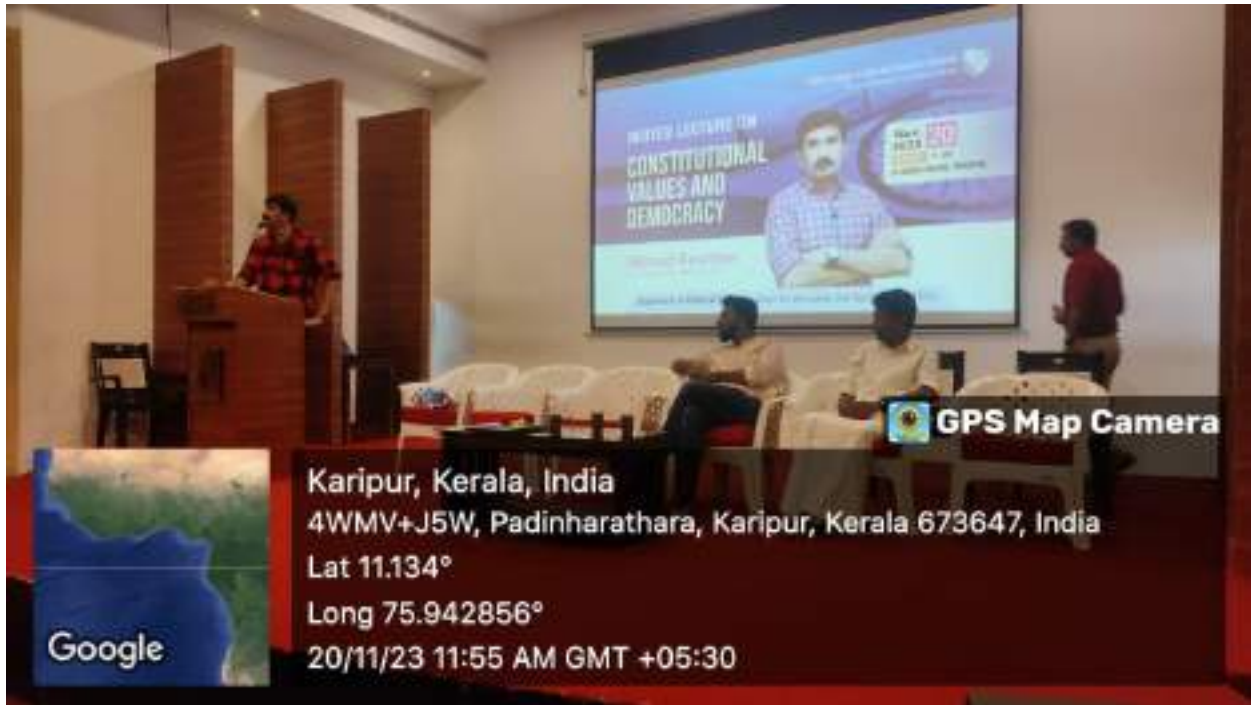 INVITED LECTURE ON
CONSTITUTIONAL
VALUES AND
DEMOCRACY
20
GPS Map Camera
Karipur, Kerala, India
4WMV+J5W, Padinharathara, Karipur, Kerala 673647, India
Lat 11.134°
Long 75.942856°
20/11/23 11:55 AM GMT +05:30
Google